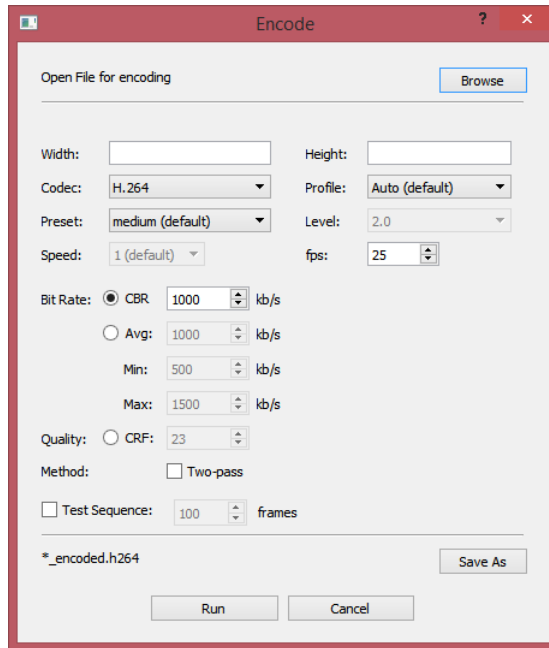 Encode ? ×
Open File for encoding Browse
Width: Height:
Codec: H.264 Profile: Auto (default)
Preset: medium (default) Level: 2.0
Speed: 1 (default) fps: 25
Bit Rate: CBR 1000 kb/s
Avg: 1000 kb/s
Min: 500 kb/s
Max: 1500 kb/s
Quality: CRF: 23
Method: Two-pass
Test Sequence: 100 frames
*_encoded.h264 Save As
Run Cancel